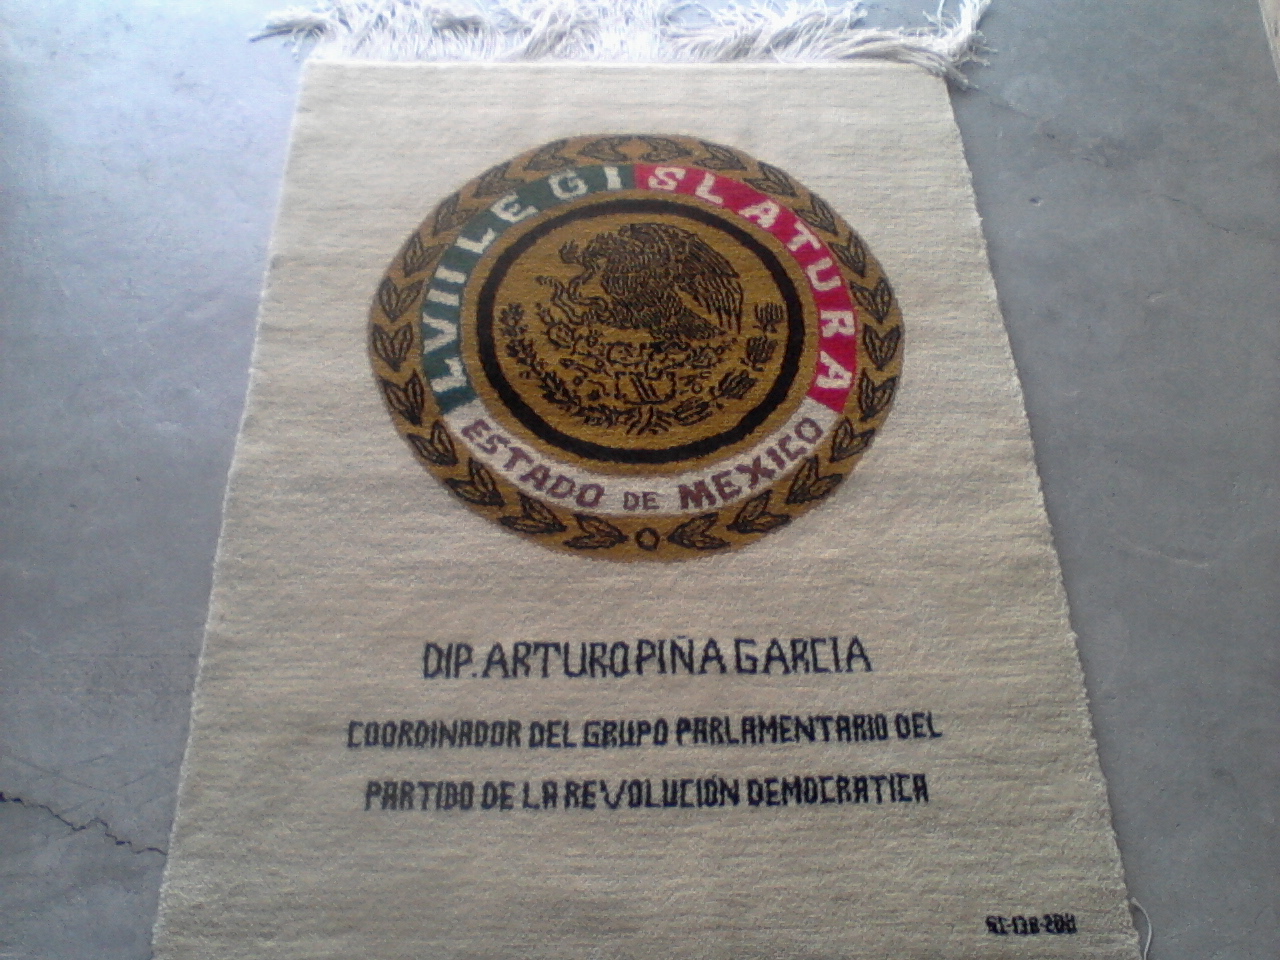 LVII LEGISLATURA
ESTADO DE MEXICO
DIP. ARTURO PIÑA GARCIA
COORDINADOR DEL GRUPO PARLAMENTARIO DEL
PARTIDO DE LA REVOLUCIÓN DEMOCRATICA